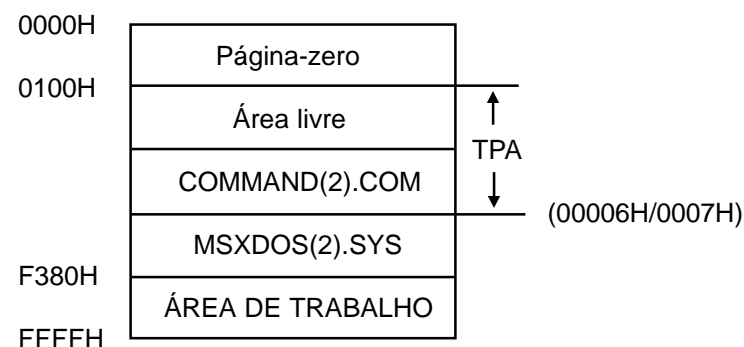 0000H
Página-zero
0100H
Área livre
TPA
COMMAND(2).COM
(00006H/0007H)
MSXDOS(2).SYS
F380H
ÁREA DE TRABALHO
FFFFH